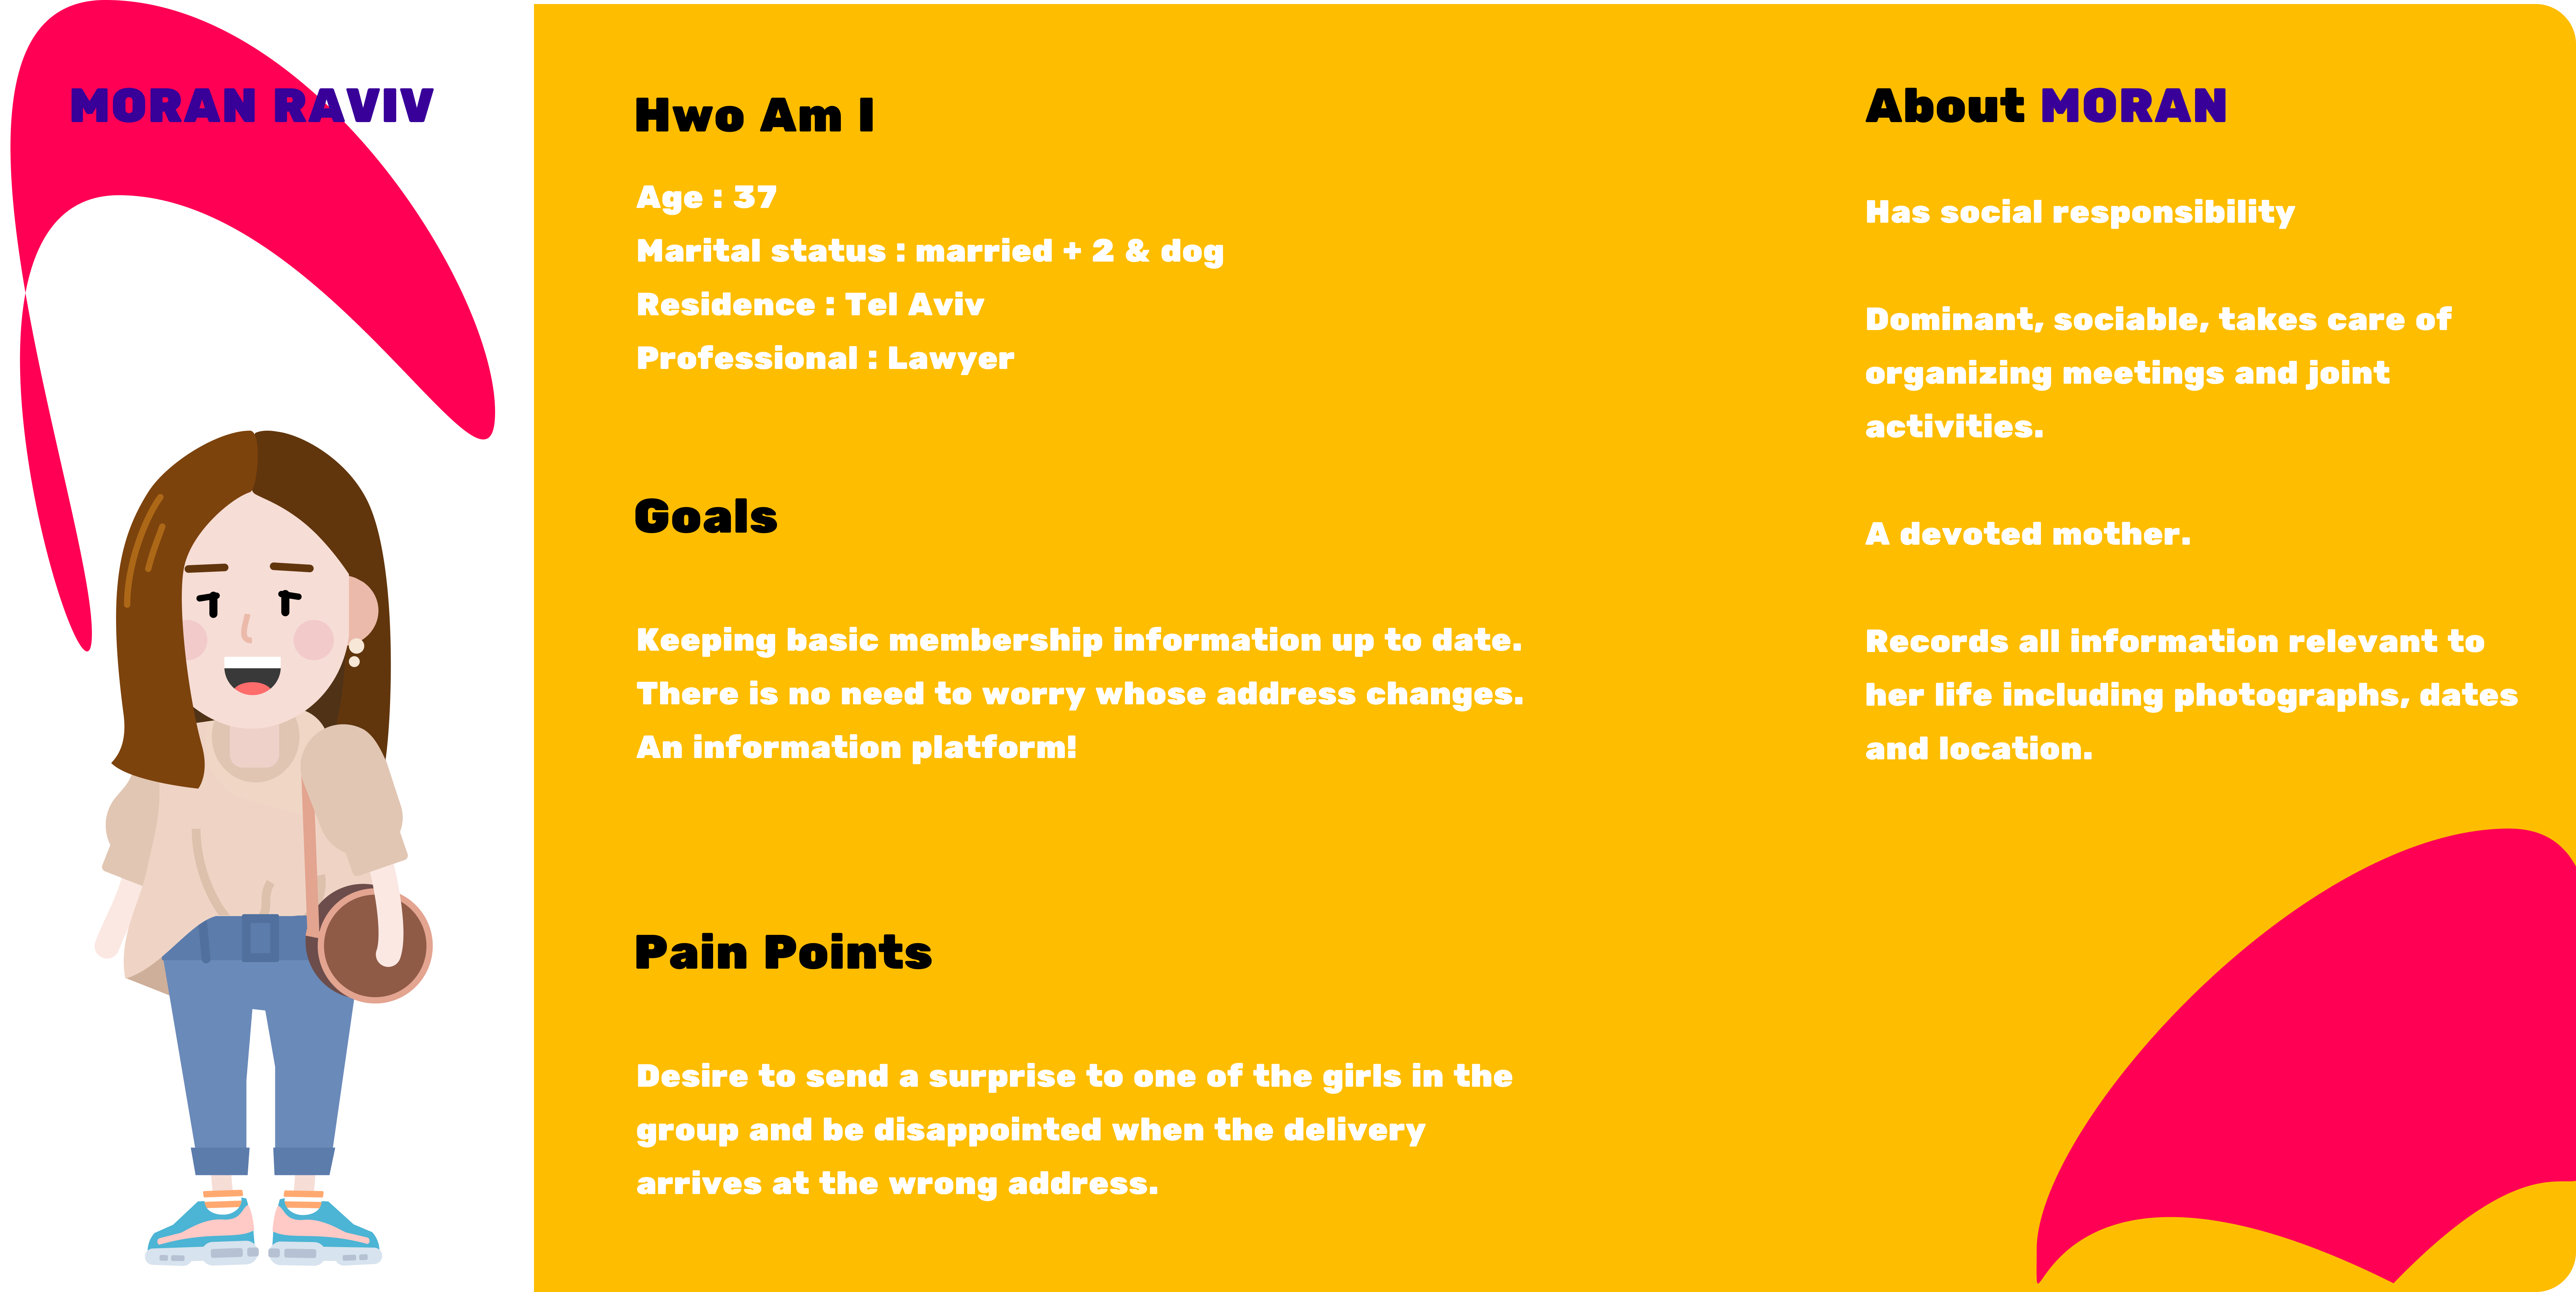 MORAN RAVIV
Hwo Am I
Age : 37
Marital status : married + 2 & dog
Residence : Tel Aviv
Professional : Lawyer
Goals
Keeping basic membership information up to date.
There is no need to worry whose address changes.
An information platform!
Pain Points
Desire to send a surprise to one of the girls in the
group and be disappointed when the delivery
arrives at the wrong address.
About MORAN
Has social responsibility
Dominant, sociable, takes care of
organizing meetings and joint
activities.
A devoted mother.
Records all information relevant to
her life including photographs, dates
and location.